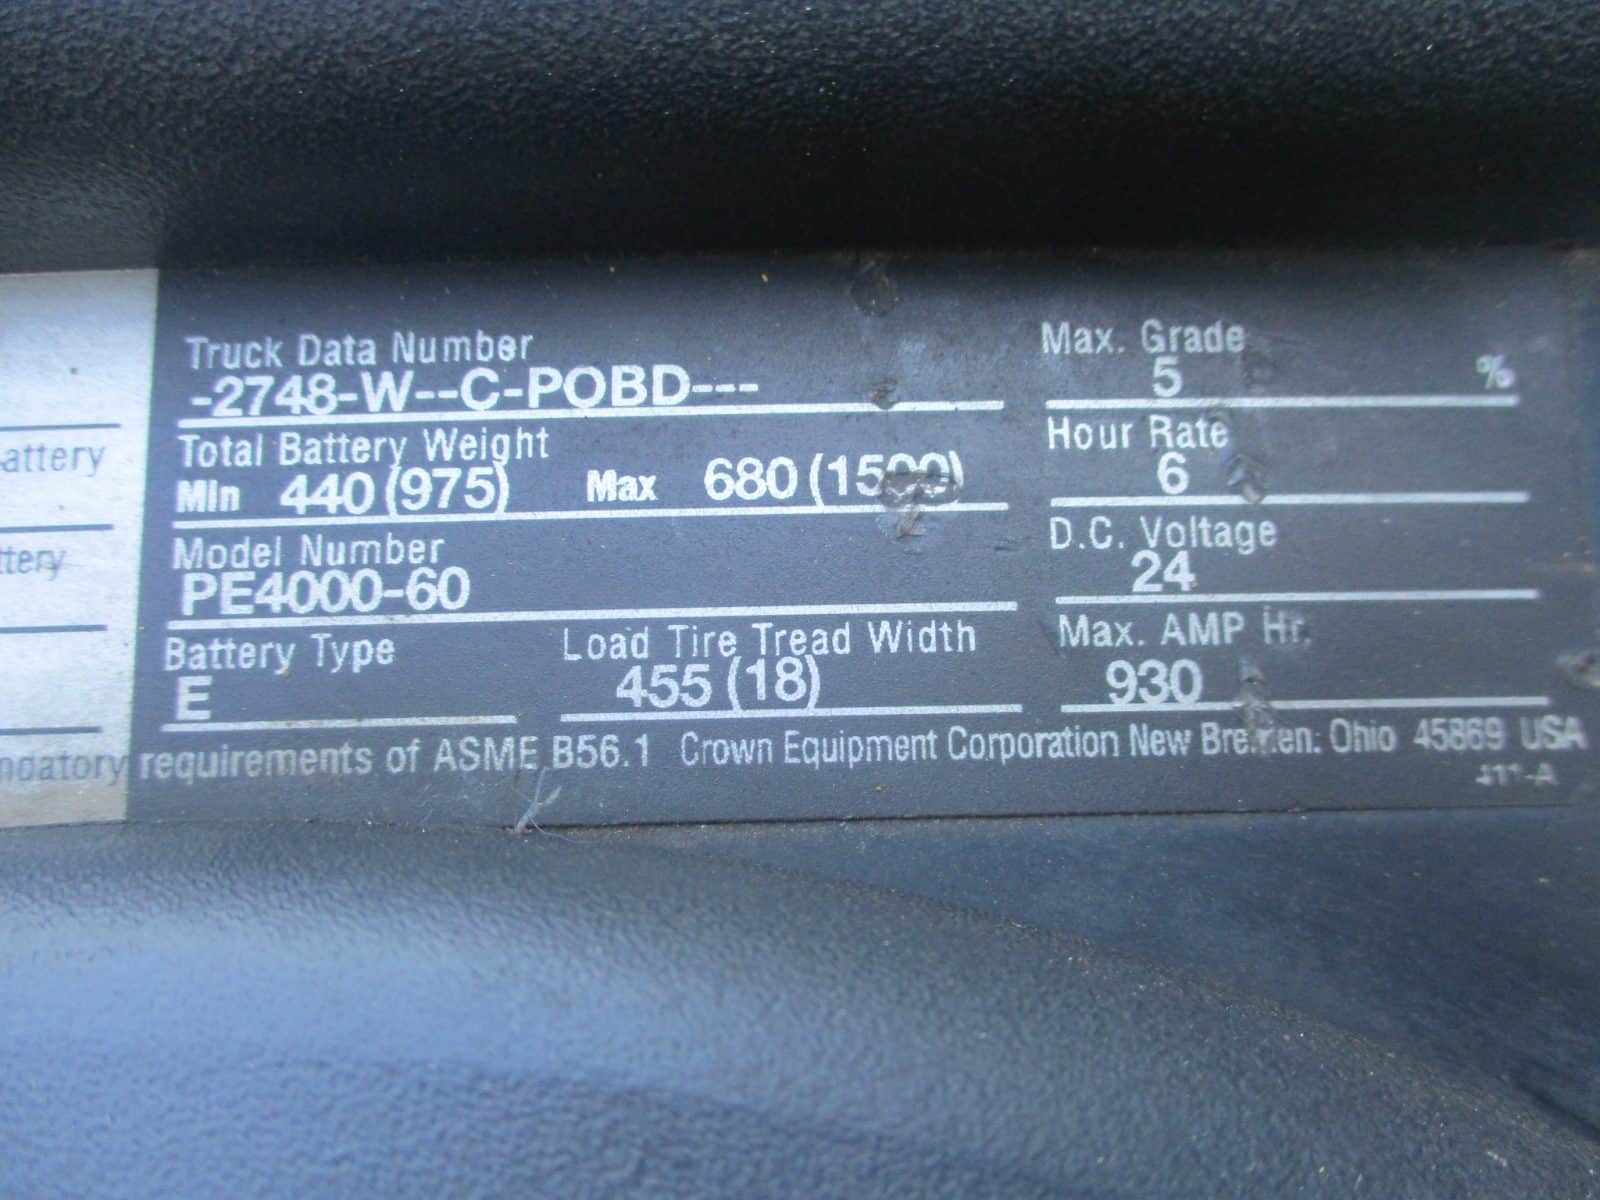 Truck Data Number
-2748-W--C-POBD---
Max. Grade
5 %
Total Battery Weight
Min 440 (975) Max 680 (1500)
Hour Rate
6
Model Number
PE4000-60
D.C. Voltage
24
Battery Type
E
Load Tire Tread Width
455 (18)
Max. AMP Hr.
930
attery
ttery
ndatory requirements of ASME B56.1 Crown Equipment Corporation New Bremen, Ohio 45869 USA